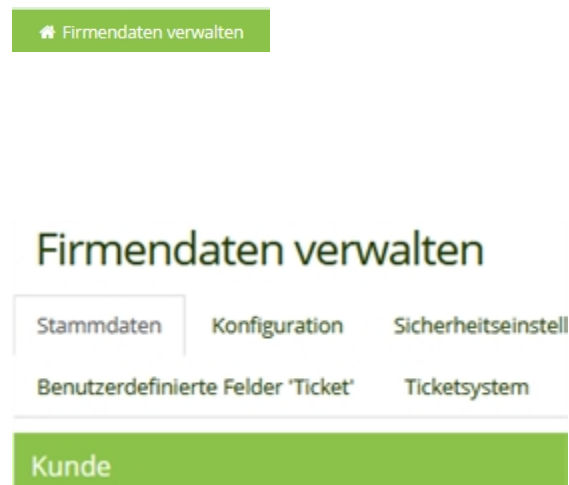 Firmendaten verwalten
Firmendaten verwalten
Stammdaten Konfiguration Sicherheitseinstell
Benutzerdefinierte Felder 'Ticket' Ticketsystem
Kunde